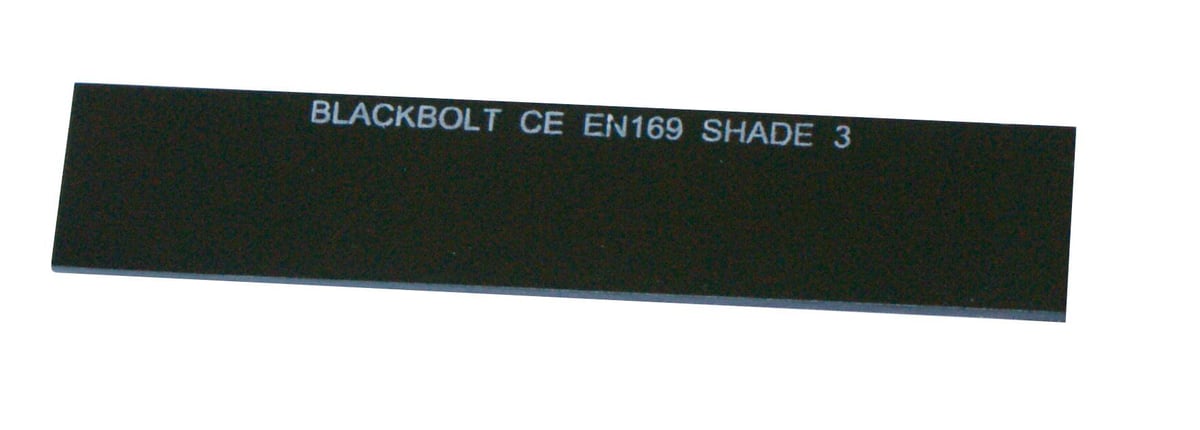 BLACKBOLT CE EN169 SHADE 3